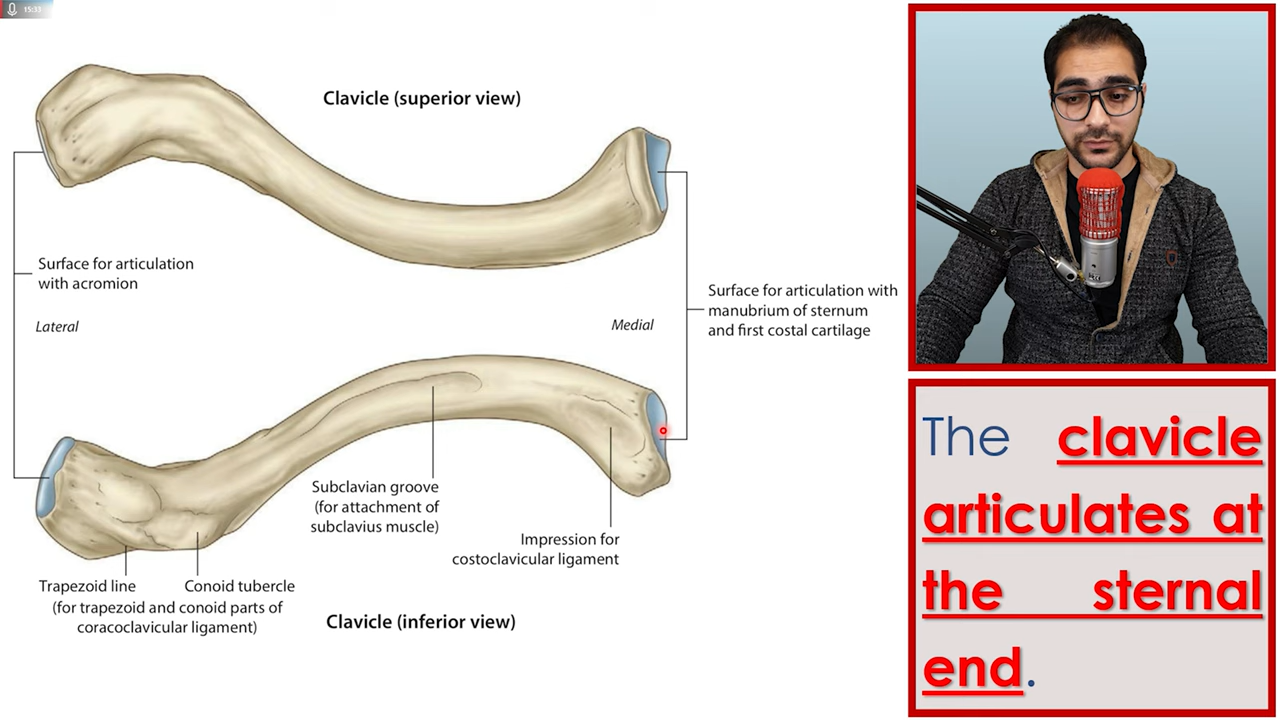 15:33
Clavicle (superior view)
Surface for articulation
with acromion
Lateral
Medial
Surface for articulation with
manubrium of sternum
and first costal cartilage
Subclavian groove
(for attachment of
subclavius muscle)
Impression for
costoclavicular ligament
Trapezoid line
Conoid tubercle
(for trapezoid and conoid parts of
coracoclavicular ligament)
Clavicle (inferior view)
The clavicle
articulates at
the sternal
end.